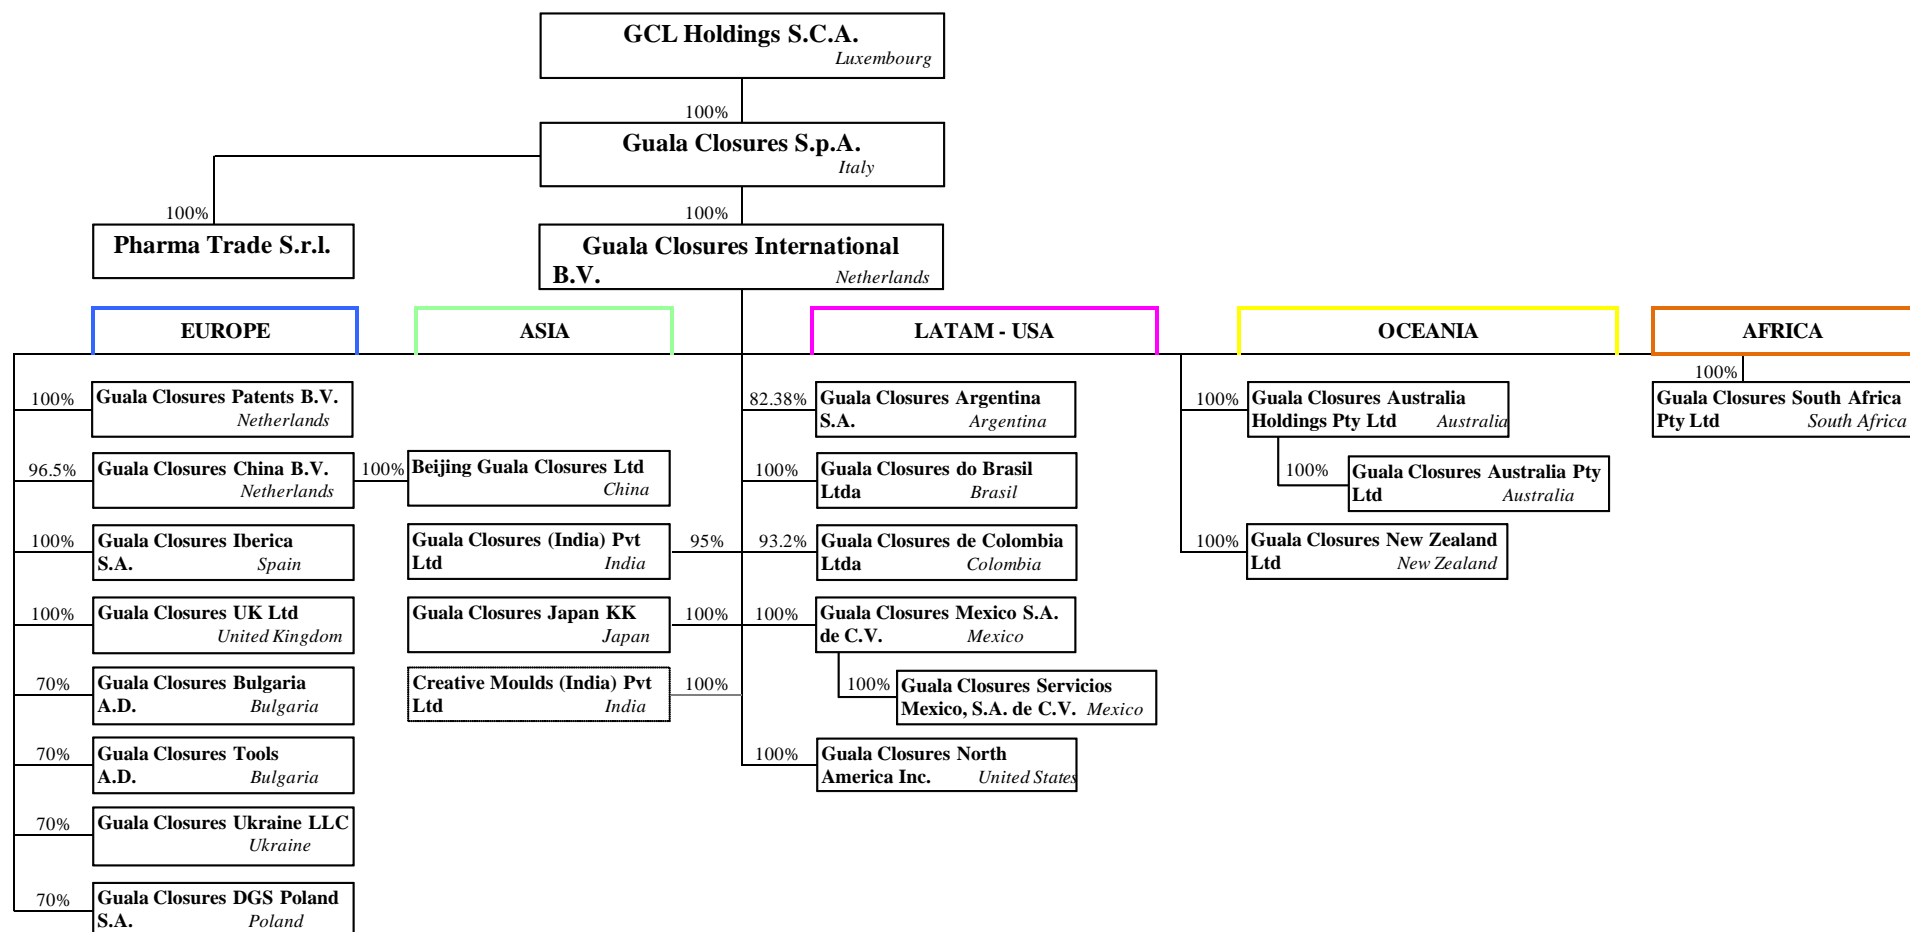 GCL Holdings S.C.A.
Luxembourg
100%
Guala Closures S.p.A.
Italy
100%
100%
Pharma Trade S.r.l.
Guala Closures International
B.V. Netherlands
EUROPE
ASIA
LATAM - USA
OCEANIA
AFRICA
100%
Guala Closures Patents B.V.
Netherlands
96.5%
Guala Closures China B.V.
Netherlands
100%
Guala Closures Iberica
S.A. Spain
100%
Guala Closures UK Ltd
United Kingdom
70%
Guala Closures Bulgaria
A.D. Bulgaria
70%
Guala Closures Tools
A.D. Bulgaria
70%
Guala Closures Ukraine LLC
Ukraine
70%
Guala Closures DGS Poland
S.A. Poland
100%
Beijing Guala Closures Ltd
China
Guala Closures (India) Pvt
Ltd India
95%
Guala Closures Japan KK
Japan
100%
Creative Moulds (India) Pvt
Ltd India
100%
82.38%
Guala Closures Argentina
S.A. Argentina
100%
Guala Closures do Brasil
Ltda Brasil
93.2%
Guala Closures de Colombia
Ltda Colombia
100%
Guala Closures Mexico S.A.
de C.V. Mexico
100%
Guala Closures Servicios
Mexico, S.A. de C.V. Mexico
100%
Guala Closures North
America Inc. United States
100%
Guala Closures Australia
Holdings Pty Ltd Australia
100%
Guala Closures Australia Pty
Ltd Australia
100%
Guala Closures New Zealand
Ltd New Zealand
100%
Guala Closures South Africa
Pty Ltd South Africa